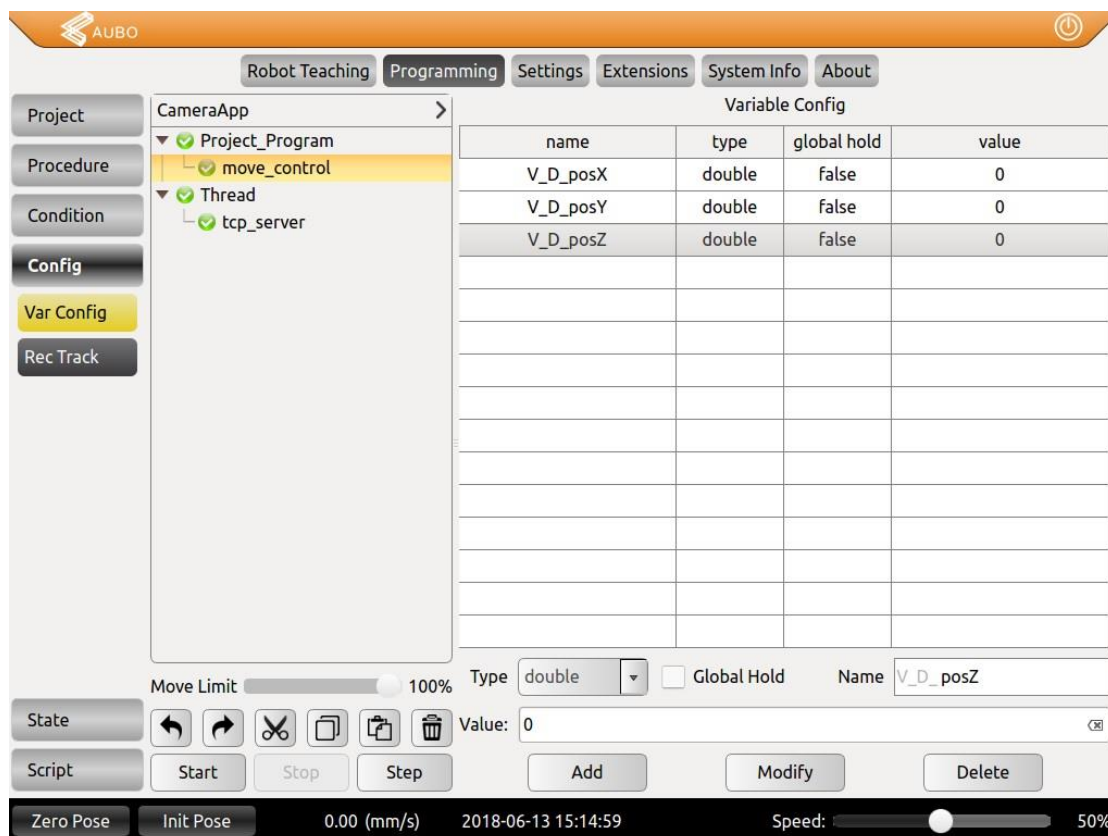 AUBO
Robot Teaching Programming Settings Extensions System Info About
Project
Procedure
Condition
Config
Var Config
Rec Track
State
Script
CameraApp
Project_Program
move_control
Thread
tcp_server
Move Limit 100%
Start Stop Step
Variable Config
name type global hold value
V_D_posX double false 0
V_D_posY double false 0
V_D_posZ double false 0
Type double Global Hold Name V_D_ posZ
Value: 0
Add Modify Delete
Zero Pose Init Pose 0.00 (mm/s) 2018-06-13 15:14:59 Speed: 50%